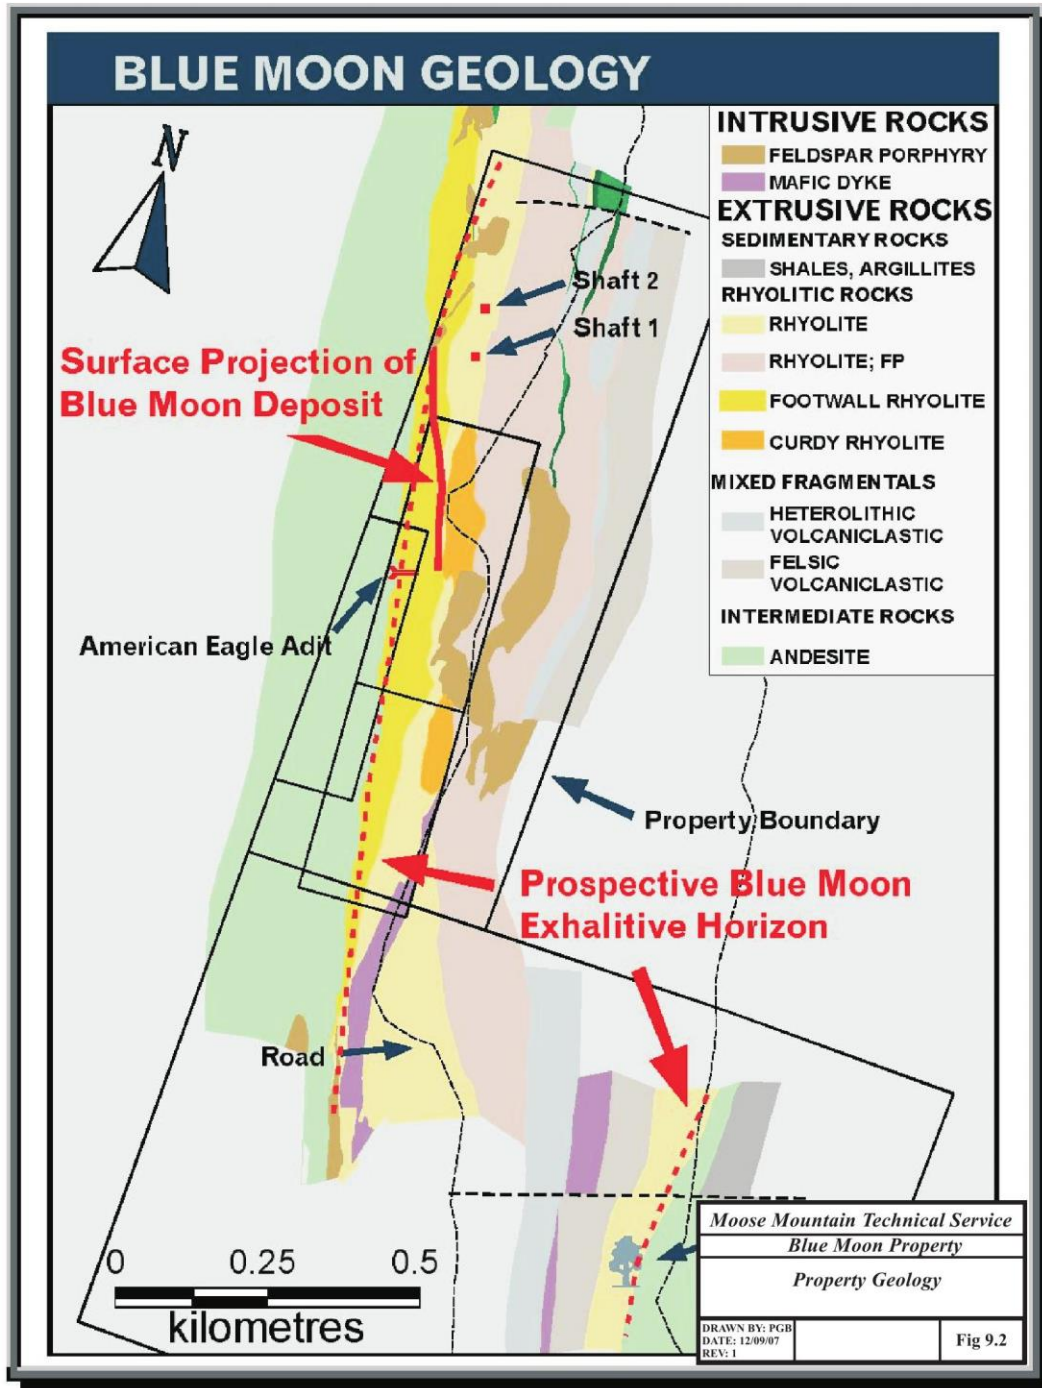 BLUE MOON GEOLOGY
N
INTRUSIVE ROCKS
FELDSPAR PORPHYRY
MAFIC DYKE
EXTRUSIVE ROCKS
SEDIMENTARY ROCKS
SHALES, ARGILLITES
RHYOLITIC ROCKS
RHYOLITE
RHYOLITE; FP
FOOTWALL RHYOLITE
CURDY RHYOLITE
MIXED FRAGMENTALS
HETEROLITHIC
VOLCANICLASTIC
FELSIC
VOLCANICLASTIC
INTERMEDIATE ROCKS
ANDESITE
Shaft 2
Shaft 1
Surface Projection of
Blue Moon Deposit
American Eagle Adit
Property Boundary
Prospective Blue Moon
Exhalitive Horizon
Road
0 0.25 0.5
kilometres
Moose Mountain Technical Service
Blue Moon Property
Property Geology
DRAWN BY: PGB
DATE: 12/09/07
REV: 1
Fig 9.2